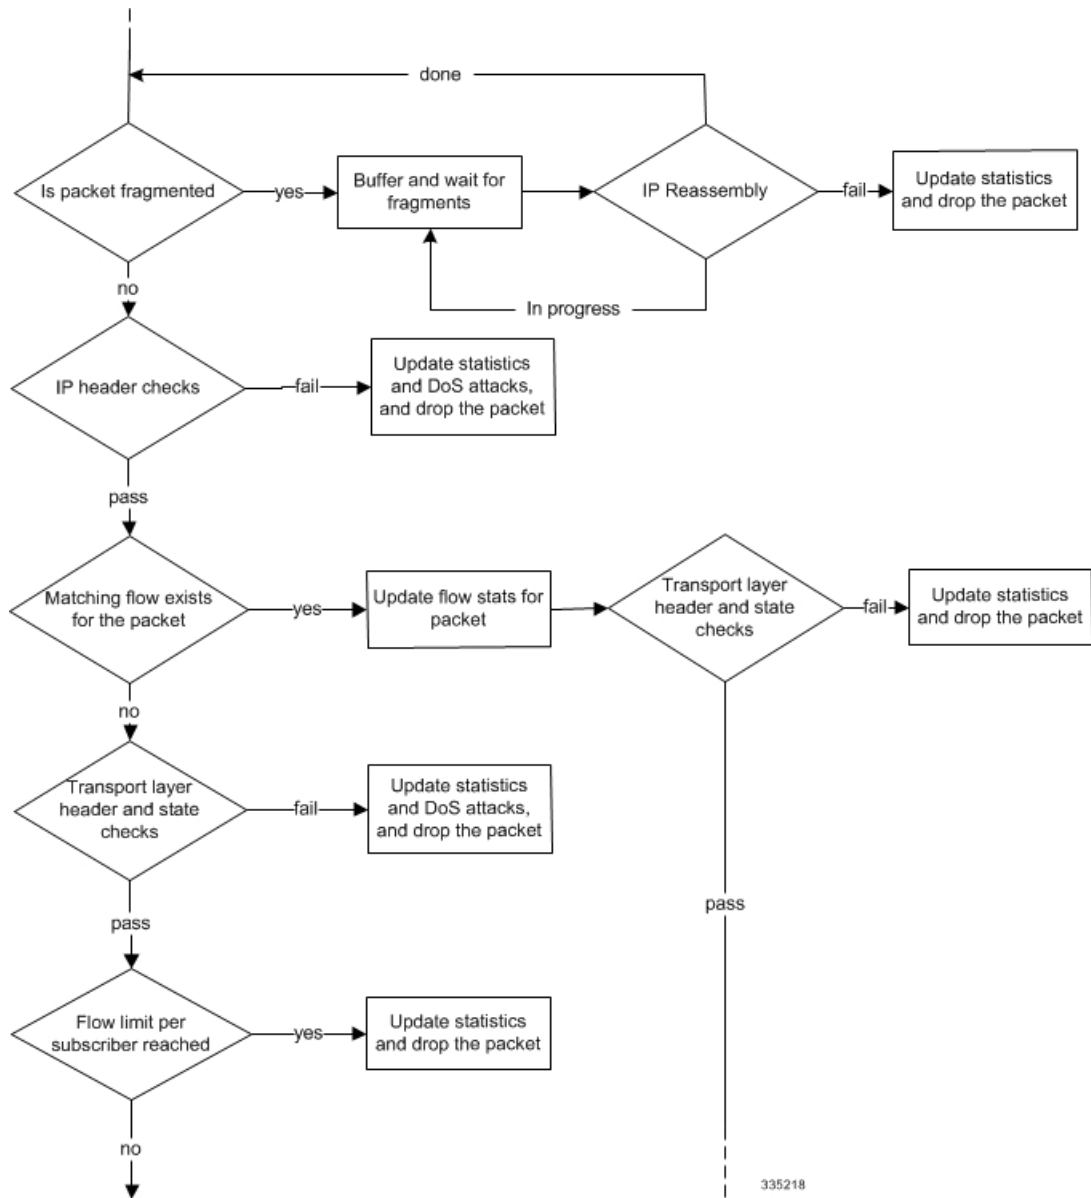 done
Is packet fragmented
yes
Buffer and wait for
fragments
IP Reassembly
fail
Update statistics
and drop the packet
no
In progress
IP header checks
fail
Update statistics
and DoS attacks,
and drop the packet
pass
Matching flow exists
for the packet
yes
Update flow stats for
packet
Transport layer
header and state
checks
fail
Update statistics
and drop the packet
no
Transport layer
header and state
checks
fail
Update statistics
and DoS attacks,
and drop the packet
pass
pass
Flow limit per
subscriber reached
yes
Update statistics
and drop the packet
no
335218